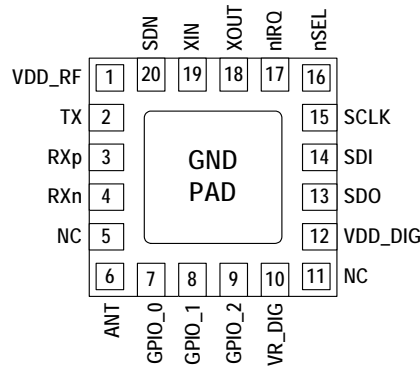 SDN
XIN
XOUT
nIRQ
nSEL
20
19
18
17
16
VDD_RF 1
TX 2
RXp 3
RXn 4
NC 5
6
ANT
GND
PAD
15 SCLK
14 SDI
13 SDO
12 VDD_DIG
11 NC
7
8
9
10
GPIO_0
GPIO_1
GPIO_2
VR_DIG